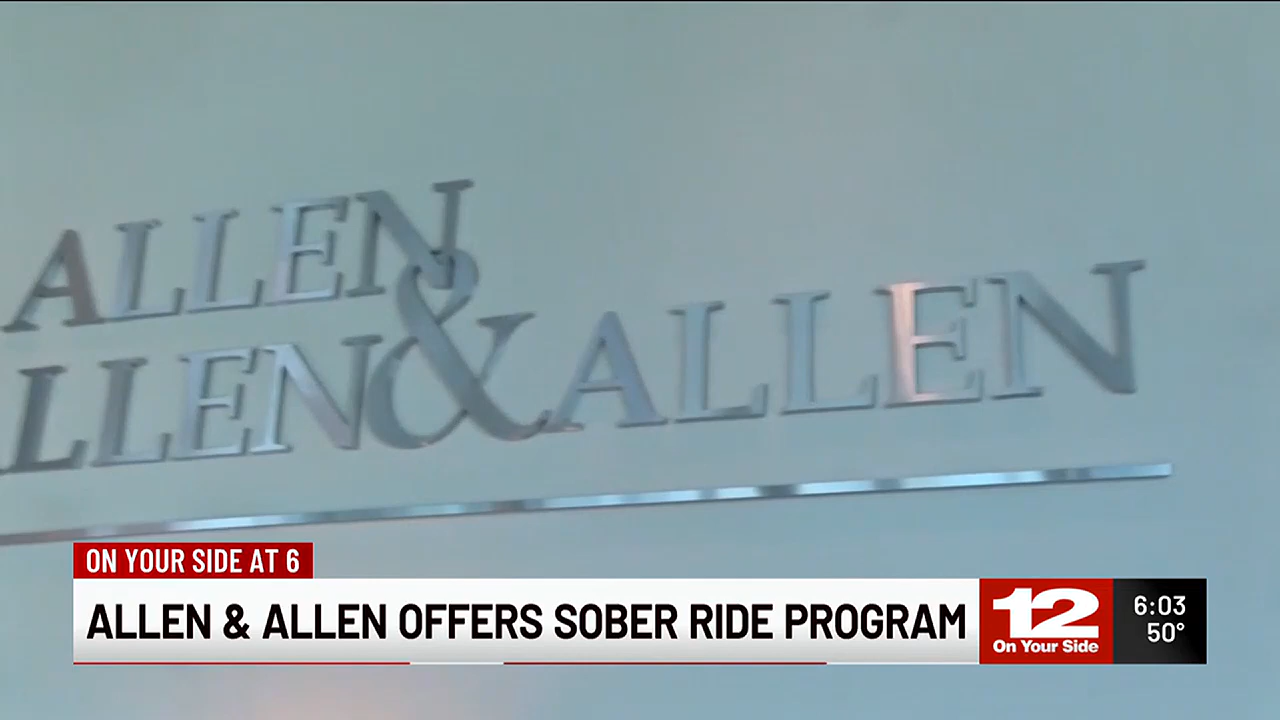 ALLEN
ALLEN & ALLEN
ON YOUR SIDE AT 6
ALLEN & ALLEN OFFERS SOBER RIDE PROGRAM
12
On Your Side
6:03
50°